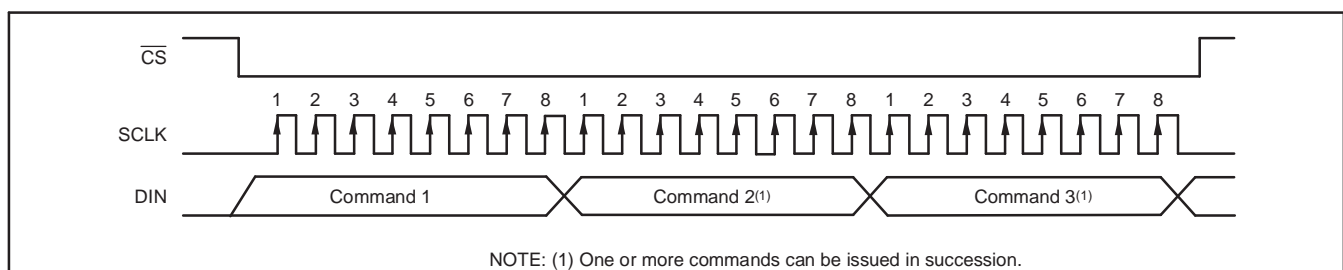 CS
1 2 3 4 5 6 7 8 1 2 3 4 5 6 7 8 1 2 3 4 5 6 7 8
SCLK
DIN Command 1 Command 2(1) Command 3(1)
NOTE: (1) One or more commands can be issued in succession.